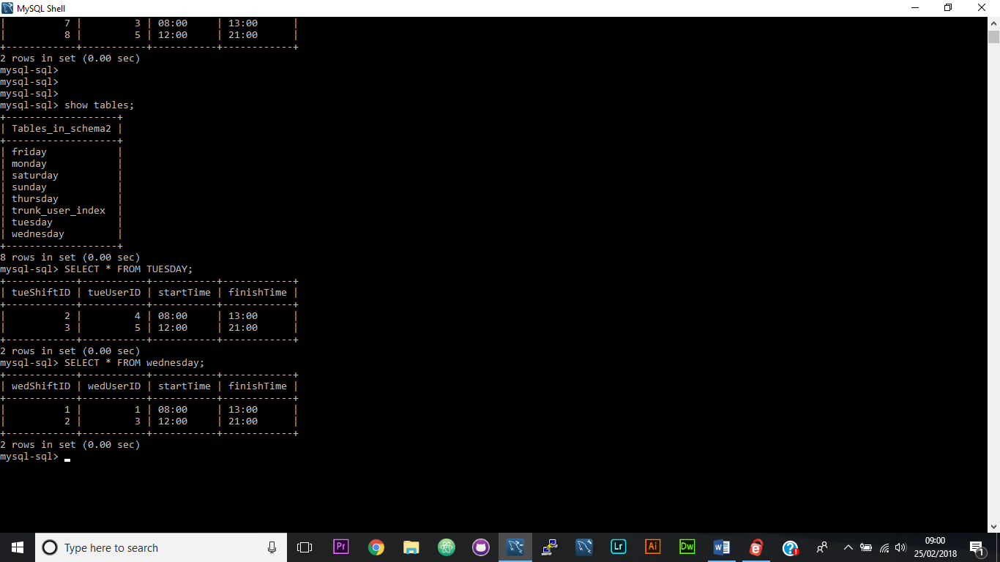 MySQL Shell
|          7 |         3 | 08:00     | 13:00      |
|          8 |         5 | 12:00     | 21:00      |
+------------+-----------+-----------+------------+
2 rows in set (0.00 sec)
mysql-sql>
mysql-sql>
mysql-sql>
mysql-sql> show tables;
+-------------------+
| Tables_in_schema2 |
+-------------------+
| friday            |
| monday            |
| saturday          |
| sunday            |
| thursday          |
| trunk_user_index  |
| tuesday           |
| wednesday         |
+-------------------+
8 rows in set (0.00 sec)
mysql-sql> SELECT * FROM TUESDAY;
+------------+-----------+-----------+------------+
| tueShiftID | tueUserID | startTime | finishTime |
+------------+-----------+-----------+------------+
|          2 |         4 | 08:00     | 13:00      |
|          3 |         5 | 12:00     | 21:00      |
+------------+-----------+-----------+------------+
2 rows in set (0.00 sec)
mysql-sql> SELECT * FROM wednesday;
+------------+-----------+-----------+------------+
| wedShiftID | wedUserID | startTime | finishTime |
+------------+-----------+-----------+------------+
|          1 |         1 | 08:00     | 13:00      |
|          2 |         3 | 12:00     | 21:00      |
+------------+-----------+-----------+------------+
2 rows in set (0.00 sec)
mysql-sql>
Type here to search
Pr
Lr
Ai
Dw
09:00
25/02/2018
1